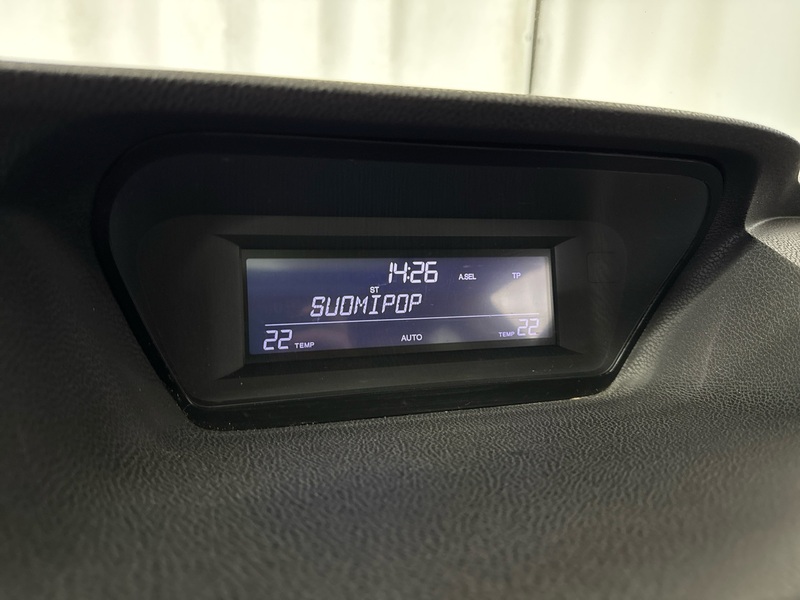 14:26 A.SEL TP
ST
SUOMIPOP
22 TEMP AUTO TEMP 22